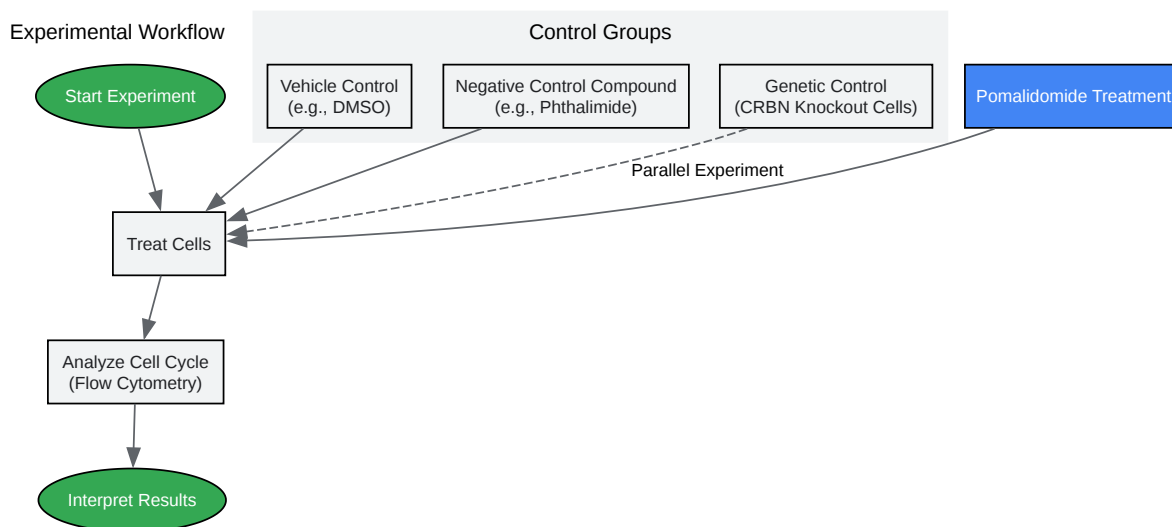 Experimental Workflow
Control Groups
Start Experiment
Vehicle Control
(e.g., DMSO)
Negative Control Compound
(e.g., Phthalimide)
Genetic Control
(CRBN Knockout Cells)
Pomalidomide Treatment
Parallel Experiment
Treat Cells
Analyze Cell Cycle
(Flow Cytometry)
Interpret Results